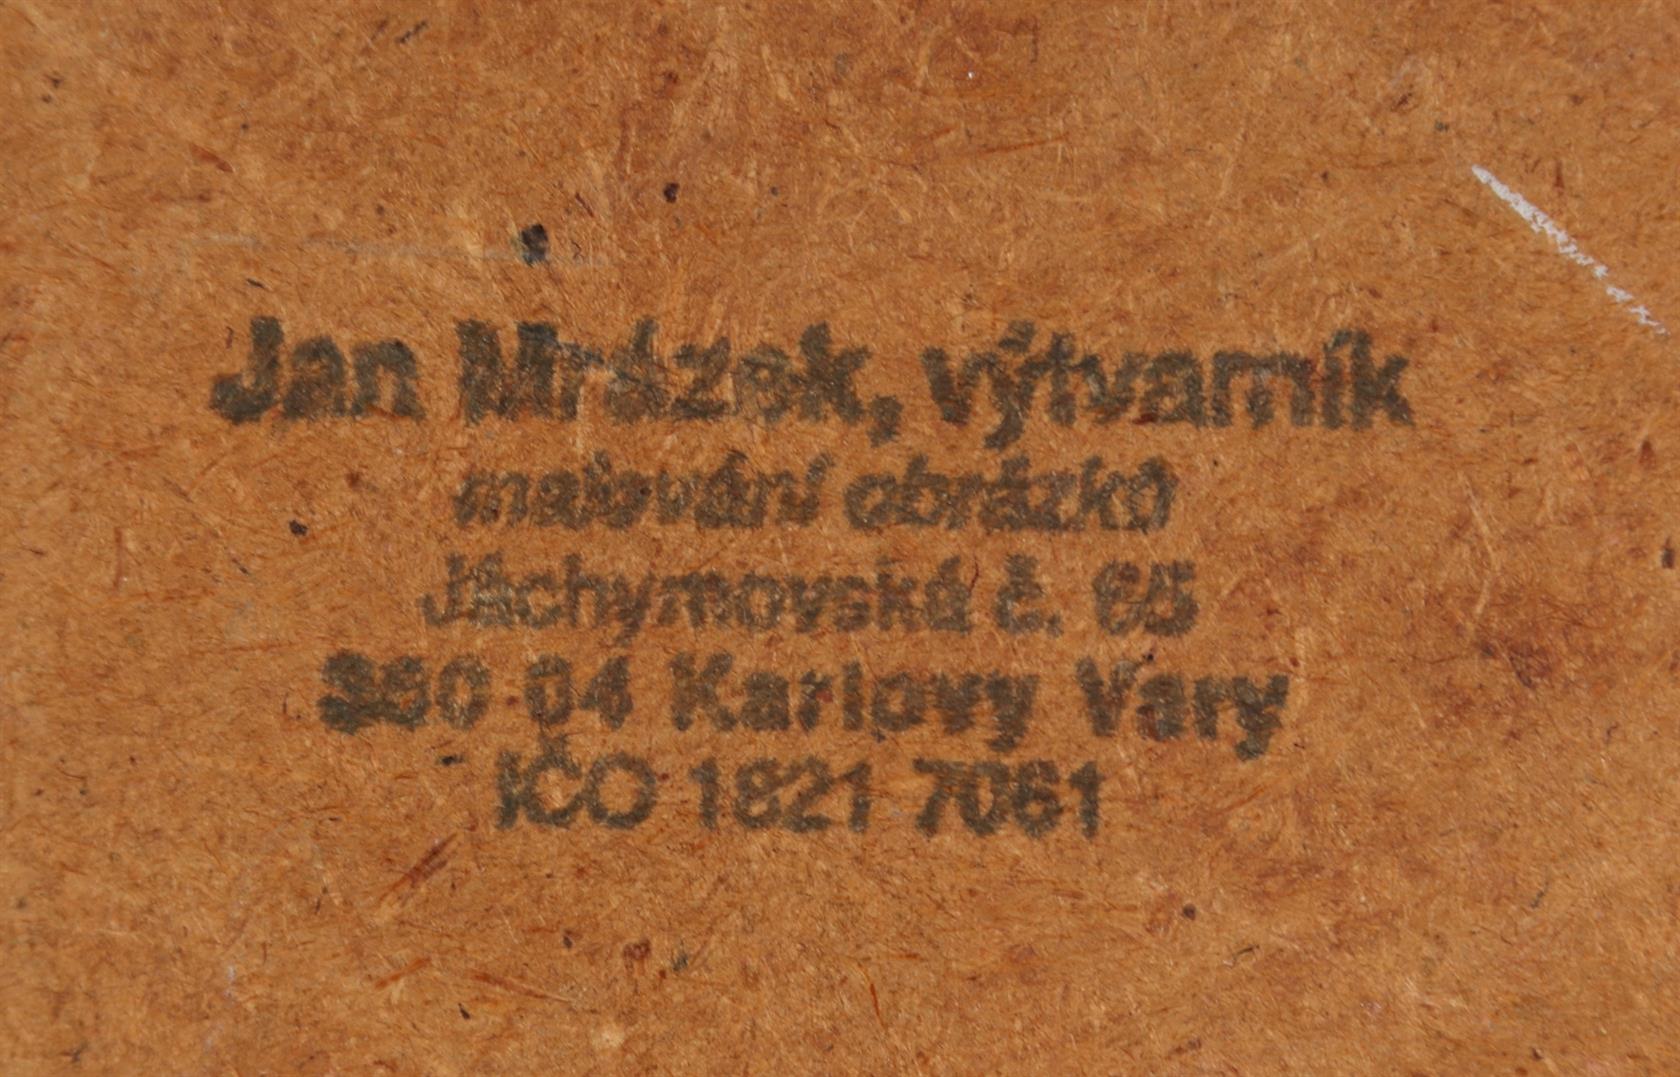 Jan Mrázek, výtvarník
malování obrázků
Jáchymovská č. 65
360 04 Karlovy Vary
IČO 1821 7061